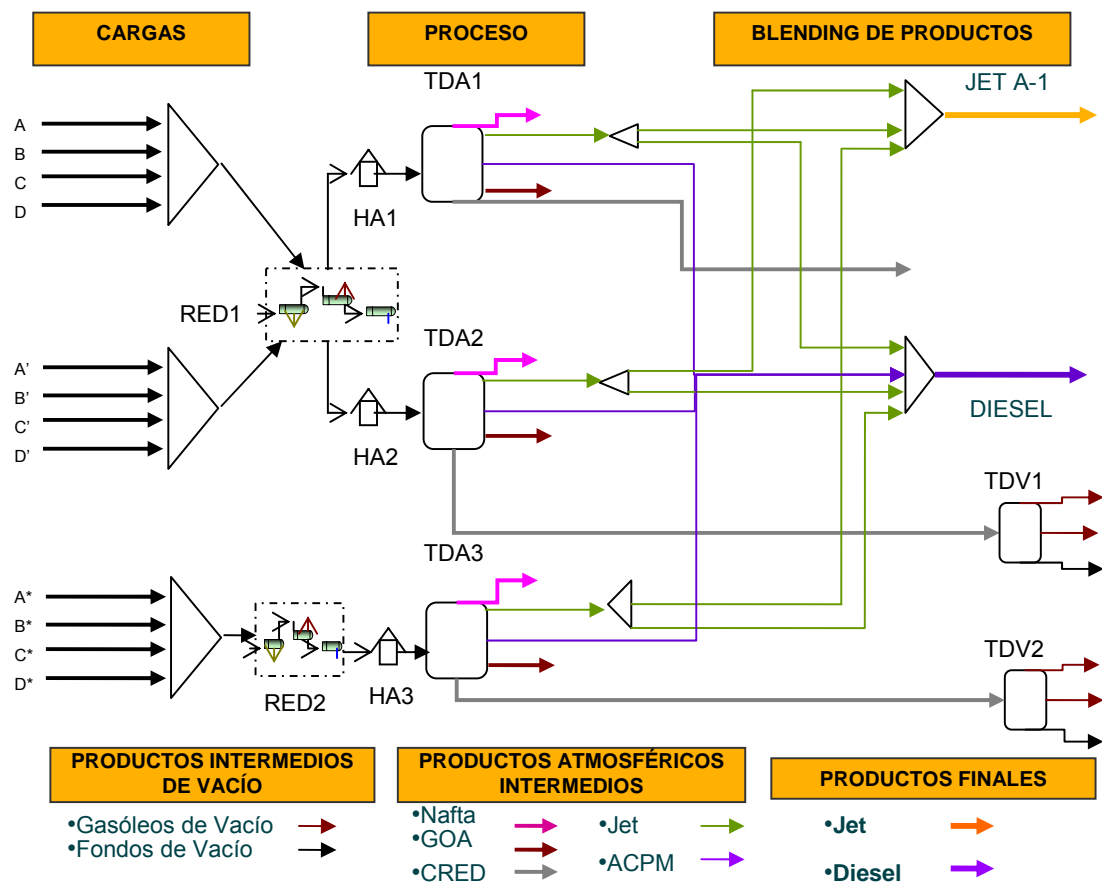 CARGAS
PROCESO
BLENDING DE PRODUCTOS
TDA1
JET A-1
A
B
C
D
HA1
RED1
TDA2
A’
B’
C’
D’
HA2
DIESEL
TDV1
TDA3
A*
B*
C*
D*
RED2
HA3
TDV2
PRODUCTOS INTERMEDIOS
DE VACÍO
•Gasóleos de Vacío
•Fondos de Vacío
PRODUCTOS ATMOSFÉRICOS
INTERMEDIOS
•Nafta
•GOA
•CRED
•Jet
•ACPM
PRODUCTOS FINALES
•Jet
•Diesel